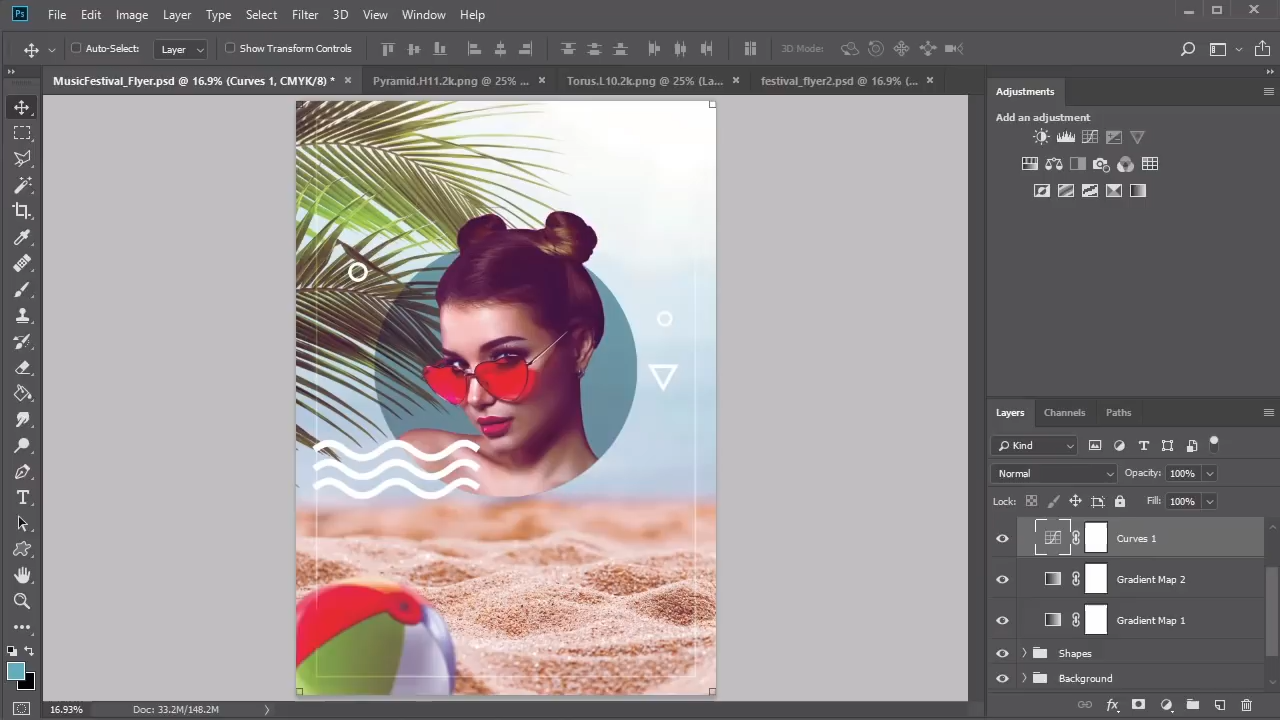 Ps File Edit Image Layer Type Select Filter 3D View Window Help
Auto-Select: Layer Show Transform Controls 3D Mode:
MusicFestival_Flyer.psd @ 16.9% (Curves 1, CMYK/8) * × Pyramid.H11.2k.png @ 25% ... × Torus.L10.2k.png @ 25% (La... × festival_flyer2.psd @ 16.9% (... ×
Adjustments
Add an adjustment
Layers Channels Paths
Kind
Normal Opacity: 100%
Lock: Fill: 100%
Curves 1
Gradient Map 2
Gradient Map 1
Shapes
Background
16.93% Doc: 33.2M/148.2M